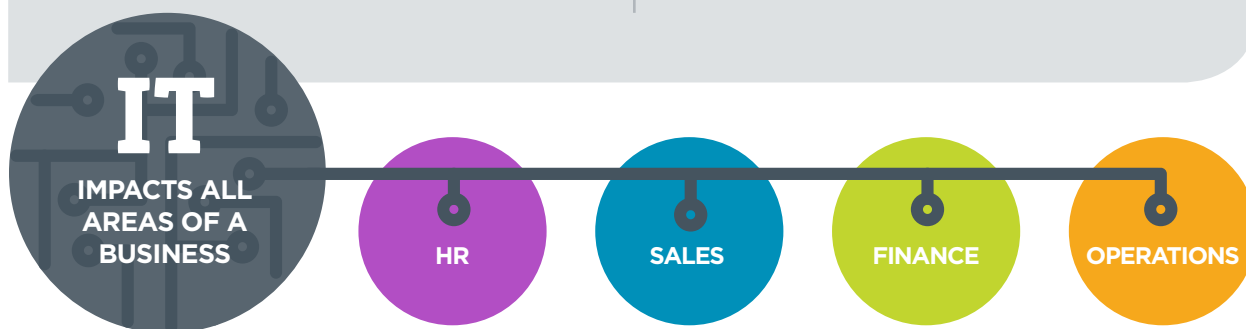 IT
IMPACTS ALL
AREAS OF A
BUSINESS
HR
SALES
FINANCE
OPERATIONS